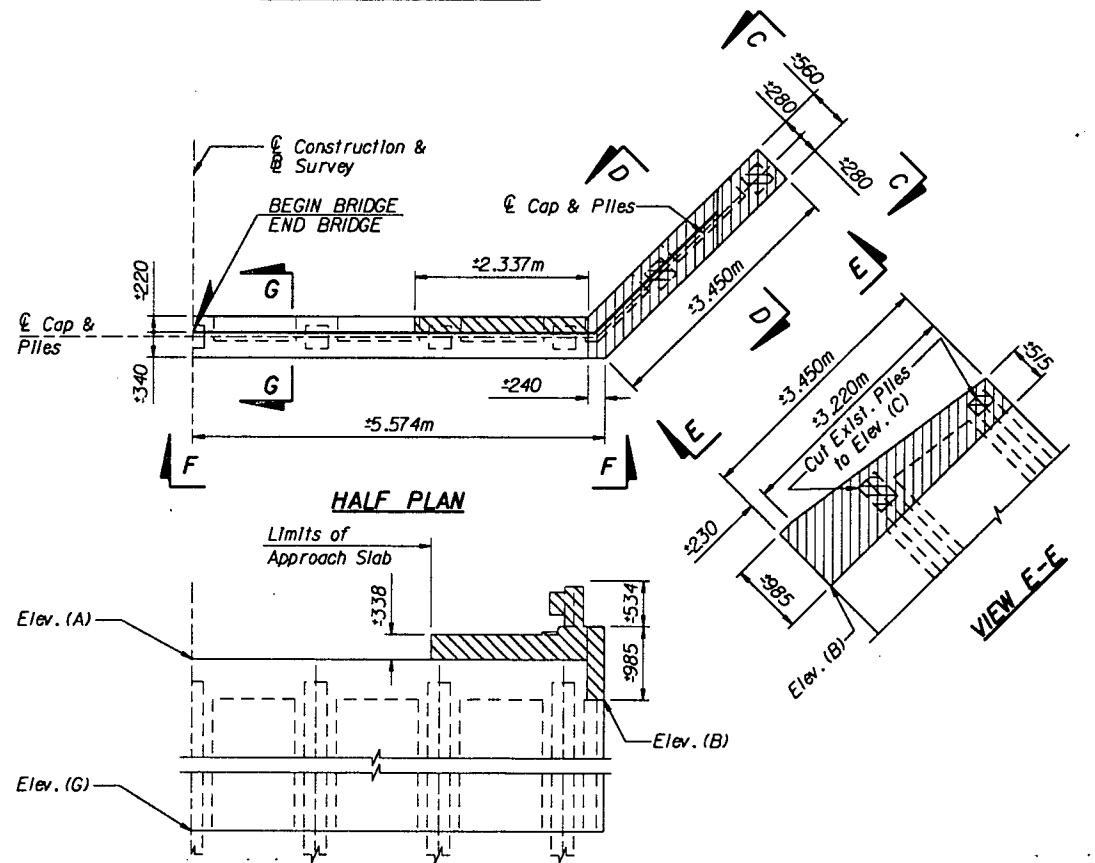 C
±560
±280
±280
C
℄ Construction &
℄ Survey
D
BEGIN BRIDGE
END BRIDGE
℄ Cap & Piles
E
±220
G
±2.337m
±3.450m
℄ Cap &
Piles
D
±340
G
±240
±3.450m
±3.220m
±515
Cut Exist. Piles
to Elev. (C)
±5.574m
E
F
F
HALF PLAN
Limits of
Approach Slab
±230
±338
±534
±985
VIEW E-E
Elev. (A)
±985
Elev. (B)
Elev. (B)
Elev. (G)